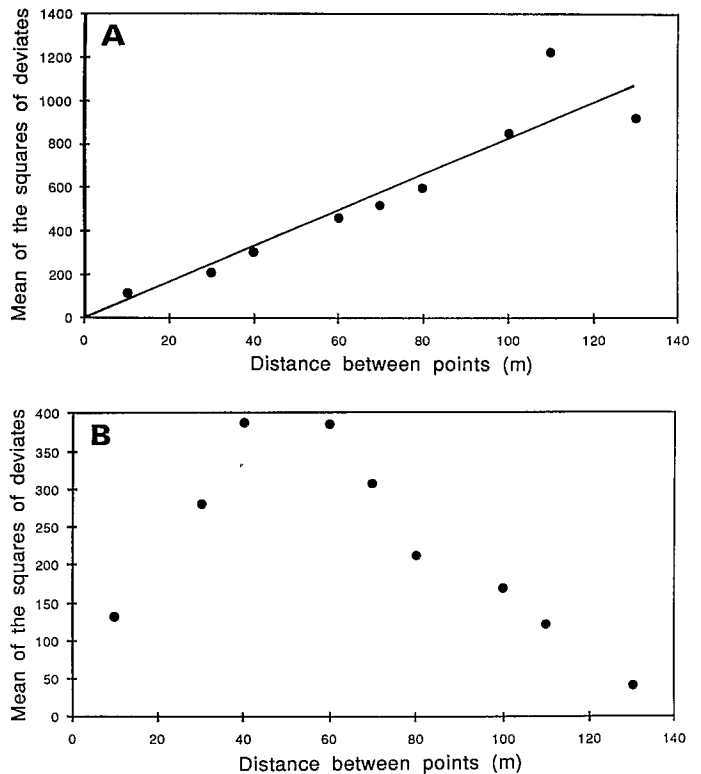 A
Mean of the squares of deviates
1400
1200
1000
800
600
400
200
0
0 20 40 60 80 100 120 140
Distance between points (m)
B
Mean of the squares of deviates
400
350
300
250
200
150
100
50
0
0 20 40 60 80 100 120 140
Distance between points (m)